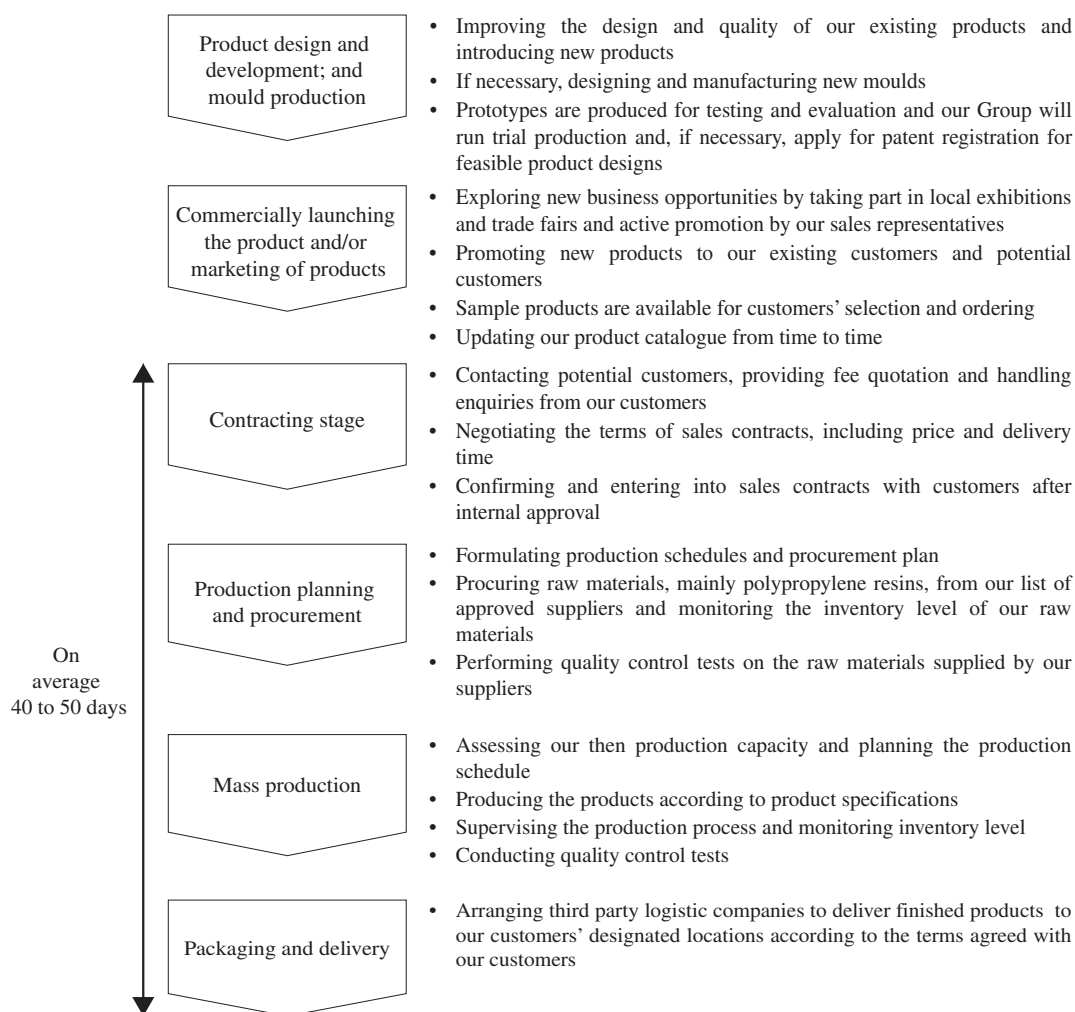 Product design and
development; and
mould production
• Improving the design and quality of our existing products and
introducing new products
• If necessary, designing and manufacturing new moulds
• Prototypes are produced for testing and evaluation and our Group will
run trial production and, if necessary, apply for patent registration for
feasible product designs
Commercially launching
the product and/or
marketing of products
• Exploring new business opportunities by taking part in local exhibitions
and trade fairs and active promotion by our sales representatives
• Promoting new products to our existing customers and potential
customers
• Sample products are available for customers’ selection and ordering
• Updating our product catalogue from time to time
On
average
40 to 50 days
Contracting stage
• Contacting potential customers, providing fee quotation and handling
enquiries from our customers
• Negotiating the terms of sales contracts, including price and delivery
time
• Confirming and entering into sales contracts with customers after
internal approval
Production planning
and procurement
• Formulating production schedules and procurement plan
• Procuring raw materials, mainly polypropylene resins, from our list of
approved suppliers and monitoring the inventory level of our raw
materials
• Performing quality control tests on the raw materials supplied by our
suppliers
Mass production
• Assessing our then production capacity and planning the production
schedule
• Producing the products according to product specifications
• Supervising the production process and monitoring inventory level
• Conducting quality control tests
Packaging and delivery
• Arranging third party logistic companies to deliver finished products to
our customers’ designated locations according to the terms agreed with
our customers